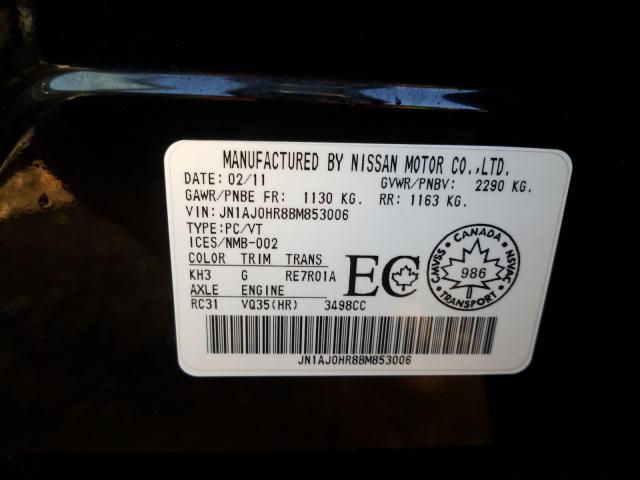 MANUFACTURED BY NISSAN MOTOR CO.,LTD.
DATE: 02/11 GVWR/PNBV: 2290 KG.
GAWR/PNBE FR: 1130 KG. RR: 1163 KG.
VIN: JN1AJ0HR8BM853006
TYPE:PC/VT
ICES/NMB-002
COLOR TRIM TRANS
KH3 G RE7R01A
AXLE ENGINE
RC31 VQ35(HR) 3498CC
EC
CANADA
CMVSS NSVAC
986
TRANSPORT
JN1AJ0HR8BM853006